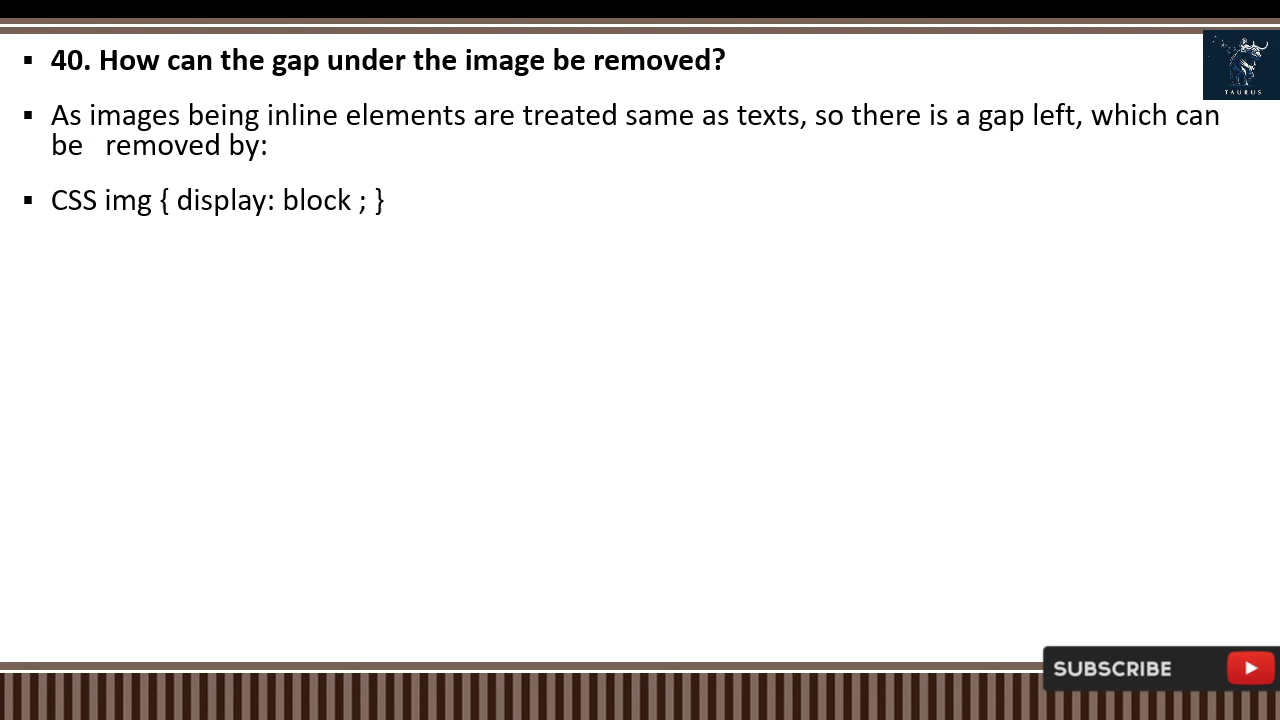 ▪ 40. How can the gap under the image be removed?
TAURUS
▪ As images being inline elements are treated same as texts, so there is a gap left, which can
be removed by:
▪ CSS img { display: block ; }
SUBSCRIBE